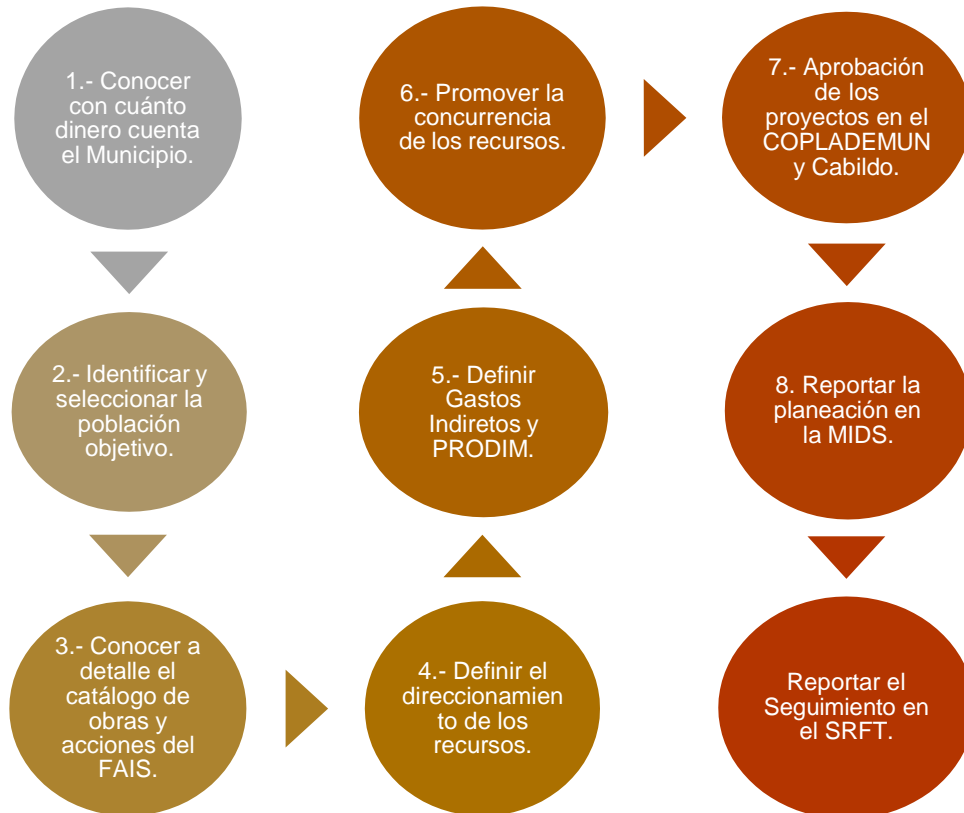 1.- Conocer
con cuánto
dinero cuenta
el Municipio.
2.- Identificar y
seleccionar la
población
objetivo.
3.- Conocer a
detalle el
catálogo de
obras y
acciones del
FAIS.
4.- Definir el
direccionamien
to de los
recursos.
5.- Definir
Gastos
Indiretos y
PRODIM.
6.- Promover la
concurrencia
de los recursos.
7.- Aprobación
de los
proyectos en el
COPLADEMUN
y Cabildo.
8. Reportar la
planeación en
la MIDS.
Reportar el
Seguimiento en
el SRFT.